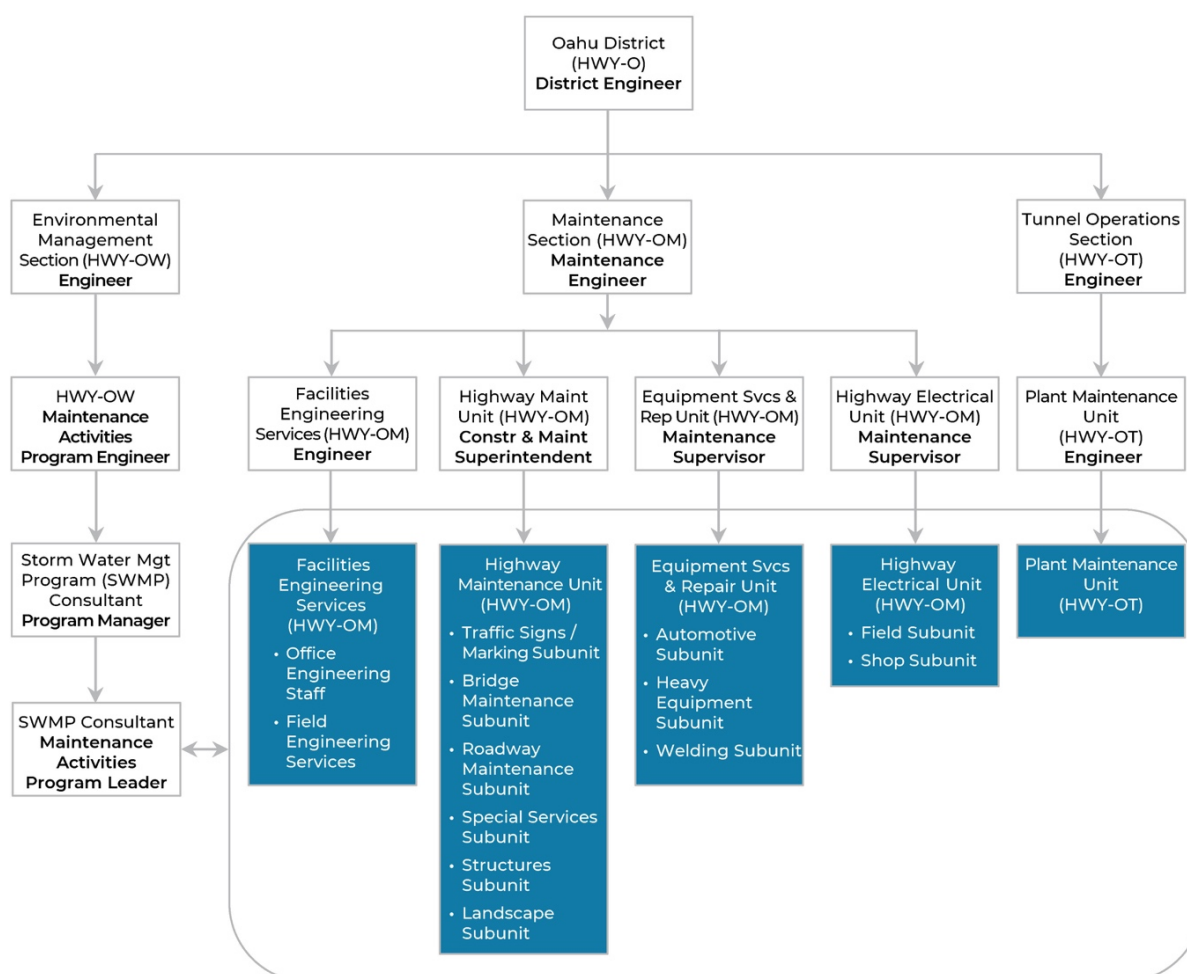 Oahu District
(HWY-O)
District Engineer
Environmental
Management
Section (HWY-OW)
Engineer
Maintenance
Section (HWY-OM)
Maintenance
Engineer
Tunnel Operations
Section
(HWY-OT)
Engineer
HWY-OW
Maintenance
Activities
Program Engineer
Facilities
Engineering
Services (HWY-OM)
Engineer
Highway Maint
Unit (HWY-OM)
Constr & Maint
Superintendent
Equipment Svcs &
Rep Unit (HWY-OM)
Maintenance
Supervisor
Highway Electrical
Unit (HWY-OM)
Maintenance
Supervisor
Plant Maintenance
Unit
(HWY-OT)
Engineer
Storm Water Mgt
Program (SWMP)
Consultant
Program Manager
SWMP Consultant
Maintenance
Activities
Program Leader
Facilities
Engineering
Services
(HWY-OM)
• Office
Engineering
Staff
• Field
Engineering
Services
Highway
Maintenance Unit
(HWY-OM)
• Traffic Signs /
Marking Subunit
• Bridge
Maintenance
Subunit
• Roadway
Maintenance
Subunit
• Special Services
Subunit
• Structures
Subunit
• Landscape
Subunit
Equipment Svcs
& Repair Unit
(HWY-OM)
• Automotive
Subunit
• Heavy
Equipment
Subunit
• Welding Subunit
Highway
Electrical Unit
(HWY-OM)
• Field Subunit
• Shop Subunit
Plant Maintenance
Unit
(HWY-OT)